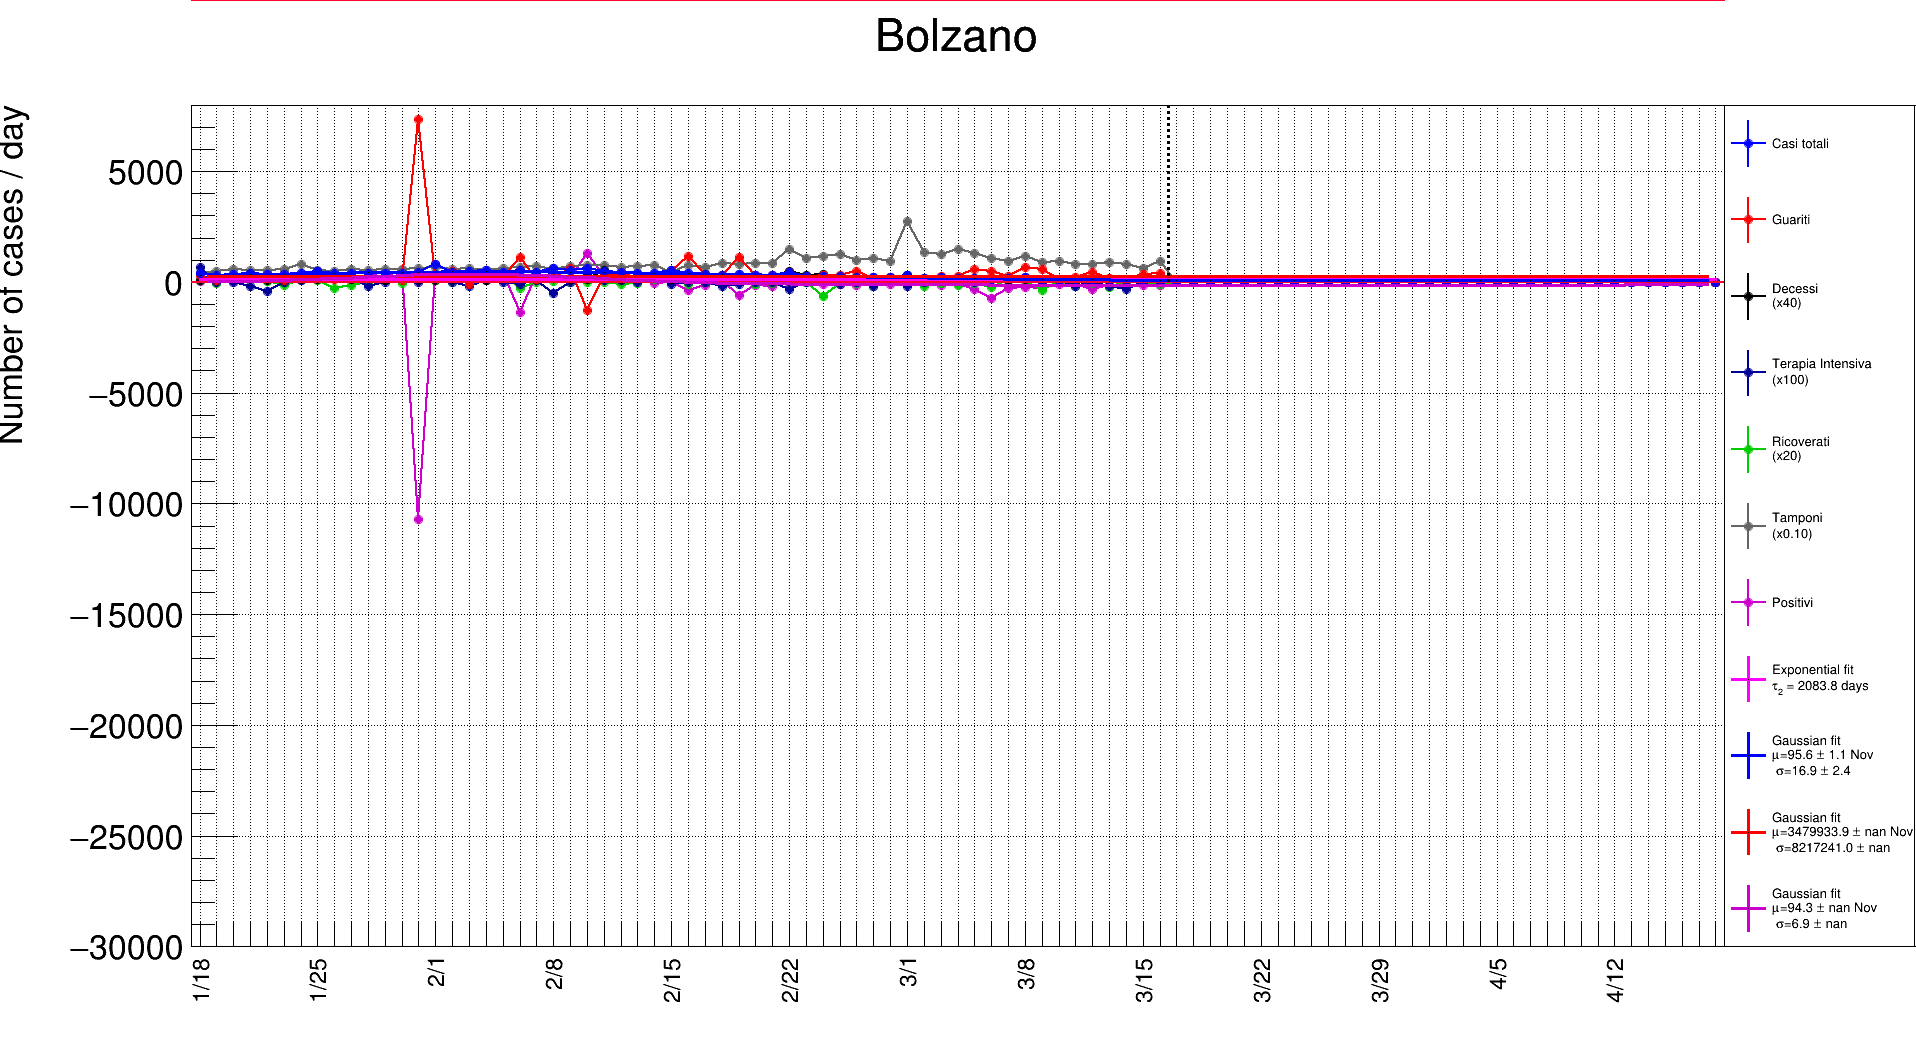 Bolzano
Number of cases / day
5000
0
−5000
−10000
−15000
−20000
−25000
−30000
1/18
1/25
2/1
2/8
2/15
2/22
3/1
3/8
3/15
3/22
3/29
4/5
4/12
Casi totali
Guariti
Decessi
(x40)
Terapia Intensiva
(x100)
Ricoverati
(x20)
Tamponi
(x0.10)
Positivi
Exponential fit
τ2 = 2083.8 days
Gaussian fit
μ=95.6 ± 1.1 Nov
σ=16.9 ± 2.4
Gaussian fit
μ=3479933.9 ± nan Nov
σ=8217241.0 ± nan
Gaussian fit
μ=94.3 ± nan Nov
σ=6.9 ± nan